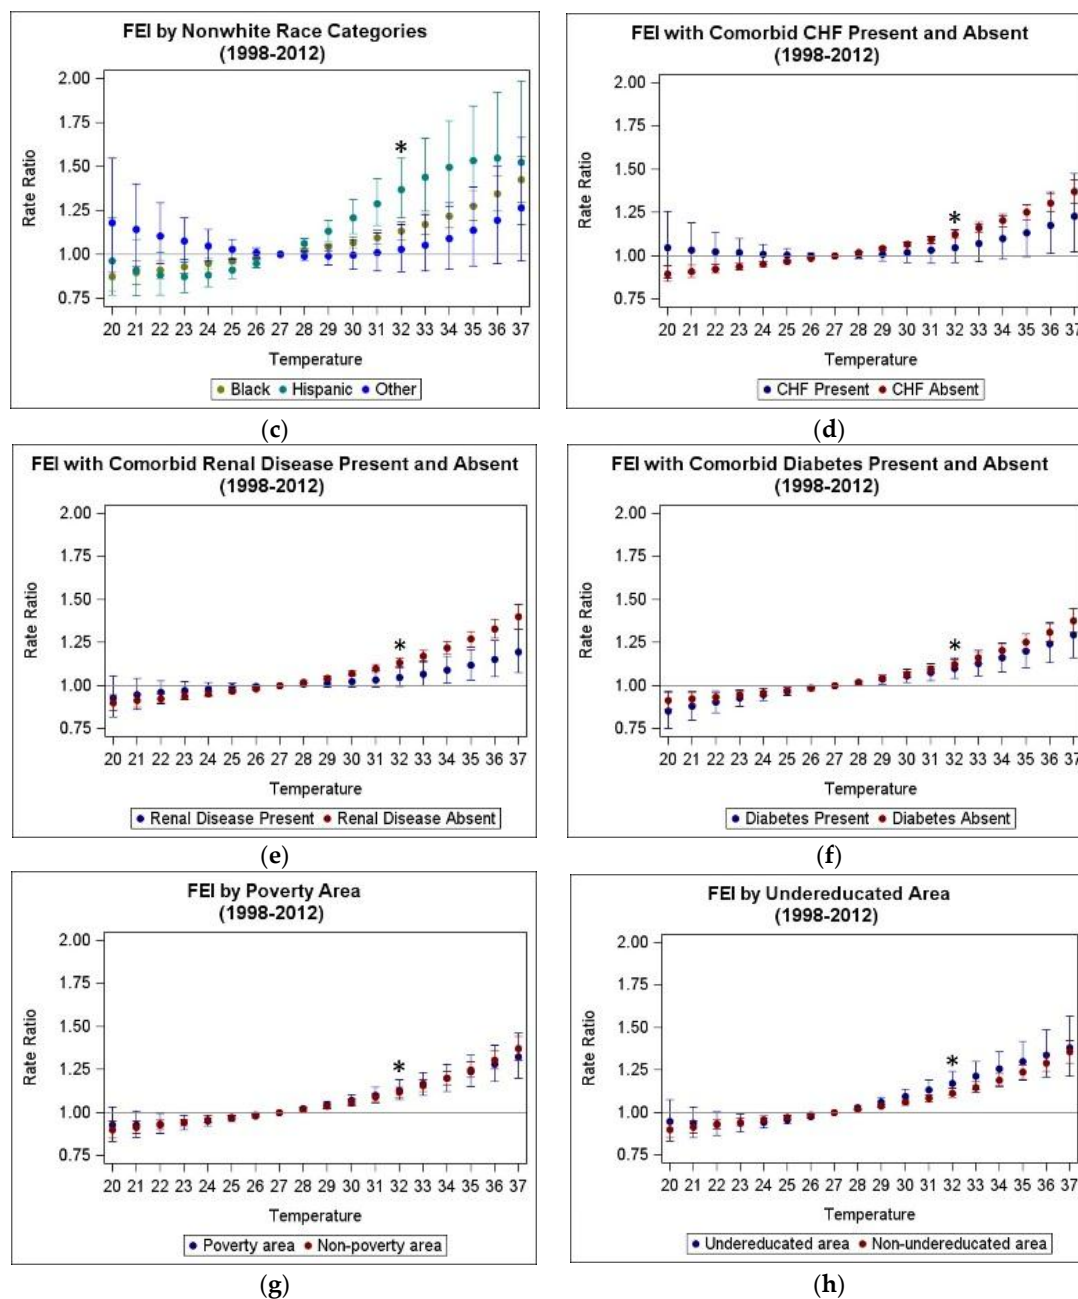 FEI by Nonwhite Race Categories
(1998-2012)
Rate Ratio
2.00
1.75
1.50
1.25
1.00
0.75
*
20 21 22 23 24 25 26 27 28 29 30 31 32 33 34 35 36 37
Temperature
Black Hispanic Other
(c)
FEI with Comorbid CHF Present and Absent
(1998-2012)
Rate Ratio
2.00
1.75
1.50
1.25
1.00
0.75
*
20 21 22 23 24 25 26 27 28 29 30 31 32 33 34 35 36 37
Temperature
CHF Present CHF Absent
(d)
FEI with Comorbid Renal Disease Present and Absent
(1998-2012)
Rate Ratio
2.00
1.75
1.50
1.25
1.00
0.75
*
20 21 22 23 24 25 26 27 28 29 30 31 32 33 34 35 36 37
Temperature
Renal Disease Present Renal Disease Absent
(e)
FEI with Comorbid Diabetes Present and Absent
(1998-2012)
Rate Ratio
2.00
1.75
1.50
1.25
1.00
0.75
*
20 21 22 23 24 25 26 27 28 29 30 31 32 33 34 35 36 37
Temperature
Diabetes Present Diabetes Absent
(f)
FEI by Poverty Area
(1998-2012)
Rate Ratio
2.00
1.75
1.50
1.25
1.00
0.75
*
20 21 22 23 24 25 26 27 28 29 30 31 32 33 34 35 36 37
Temperature
Poverty area Non-poverty area
(g)
FEI by Undereducated Area
(1998-2012)
Rate Ratio
2.00
1.75
1.50
1.25
1.00
0.75
*
20 21 22 23 24 25 26 27 28 29 30 31 32 33 34 35 36 37
Temperature
Undereducated area Non-undereducated area
(h)